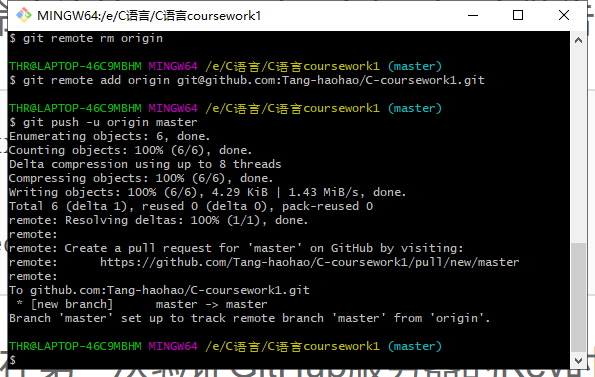 MINGW64:/e/C语言/C语言coursework1
$ git remote rm origin
THR@LAPTOP-46C9MBHM MINGW64 /e/C语言/C语言coursework1 (master)
$ git remote add origin git@github.com:Tang-haohao/C-coursework1.git
THR@LAPTOP-46C9MBHM MINGW64 /e/C语言/C语言coursework1 (master)
$ git push -u origin master
Enumerating objects: 6, done.
Counting objects: 100% (6/6), done.
Delta compression using up to 8 threads
Compressing objects: 100% (6/6), done.
Writing objects: 100% (6/6), 4.29 KiB | 1.43 MiB/s, done.
Total 6 (delta 1), reused 0 (delta 0), pack-reused 0
remote: Resolving deltas: 100% (1/1), done.
remote:
remote: Create a pull request for 'master' on GitHub by visiting:
remote:      https://github.com/Tang-haohao/C-coursework1/pull/new/master
remote:
To github.com:Tang-haohao/C-coursework1.git
 * [new branch]      master -> master
Branch 'master' set up to track remote branch 'master' from 'origin'.
THR@LAPTOP-46C9MBHM MINGW64 /e/C语言/C语言coursework1 (master)
$